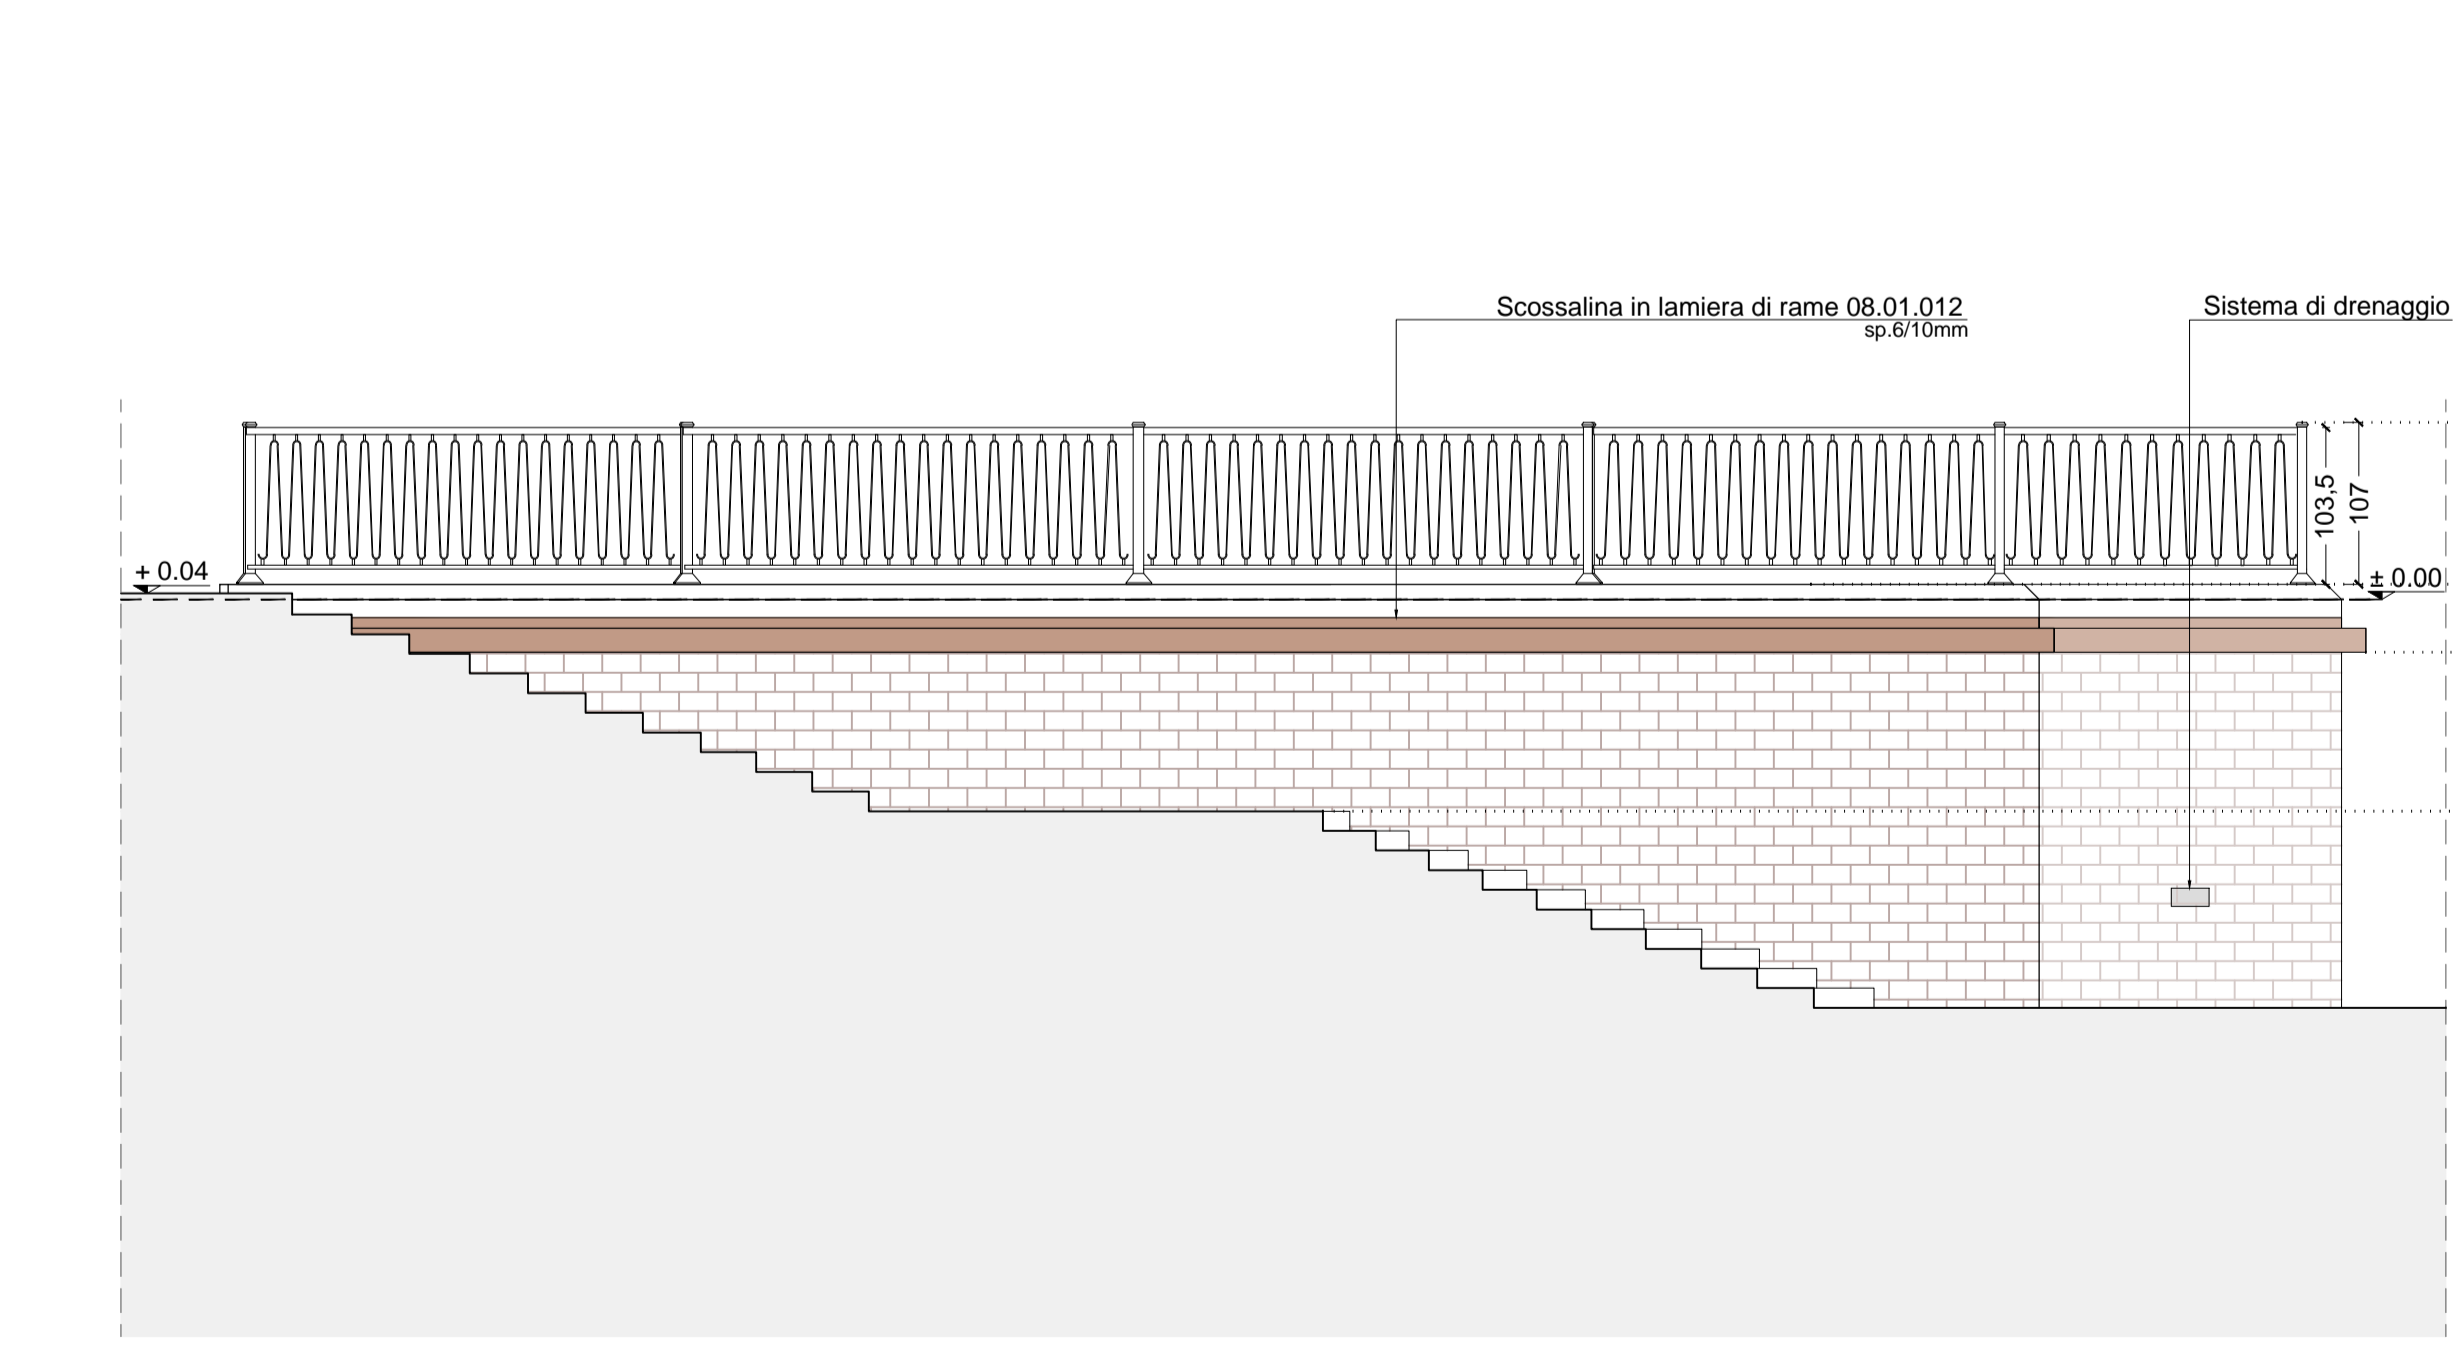 Scossalina in lamiera di rame 08.01.012
sp.6/10mm
Sistema di drenaggio
103,5
107
+ 0.04
± 0.00